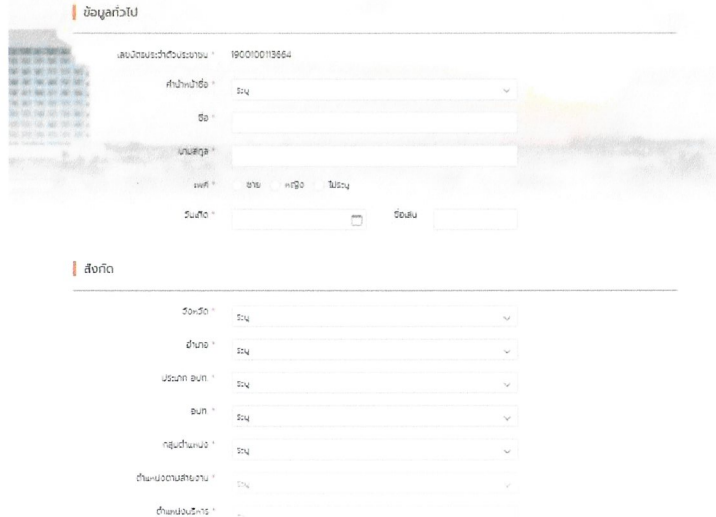 ข้อมูลทั่วไป
เลขบัตรประจำตัวประชาชน * 1900100113664
คำนำหน้าชื่อ * ระบุ
ชื่อ *
นามสกุล *
เพศ * ชาย หญิง ไม่ระบุ
วันเกิด * ชื่อเล่น
สังกัด
จังหวัด * ระบุ
อำเภอ * ระบุ
ประเภท อปท. * ระบุ
อปท. * ระบุ
กลุ่มตำแหน่ง * ระบุ
ตำแหน่งตามสายงาน * ระบุ
ตำแหน่งบริหาร *